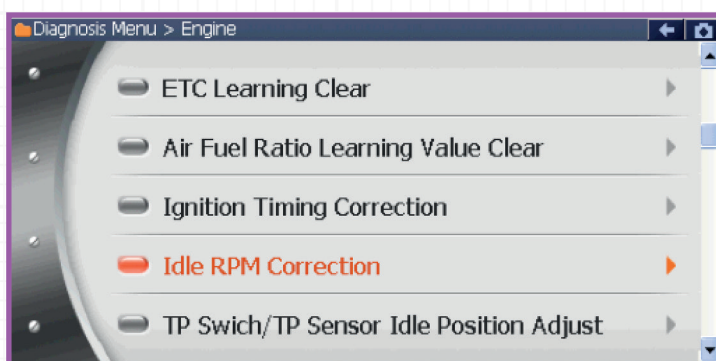 Diagnosis Menu > Engine
ETC Learning Clear
Air Fuel Ratio Learning Value Clear
Ignition Timing Correction
Idle RPM Correction
TP Swich/TP Sensor Idle Position Adjust